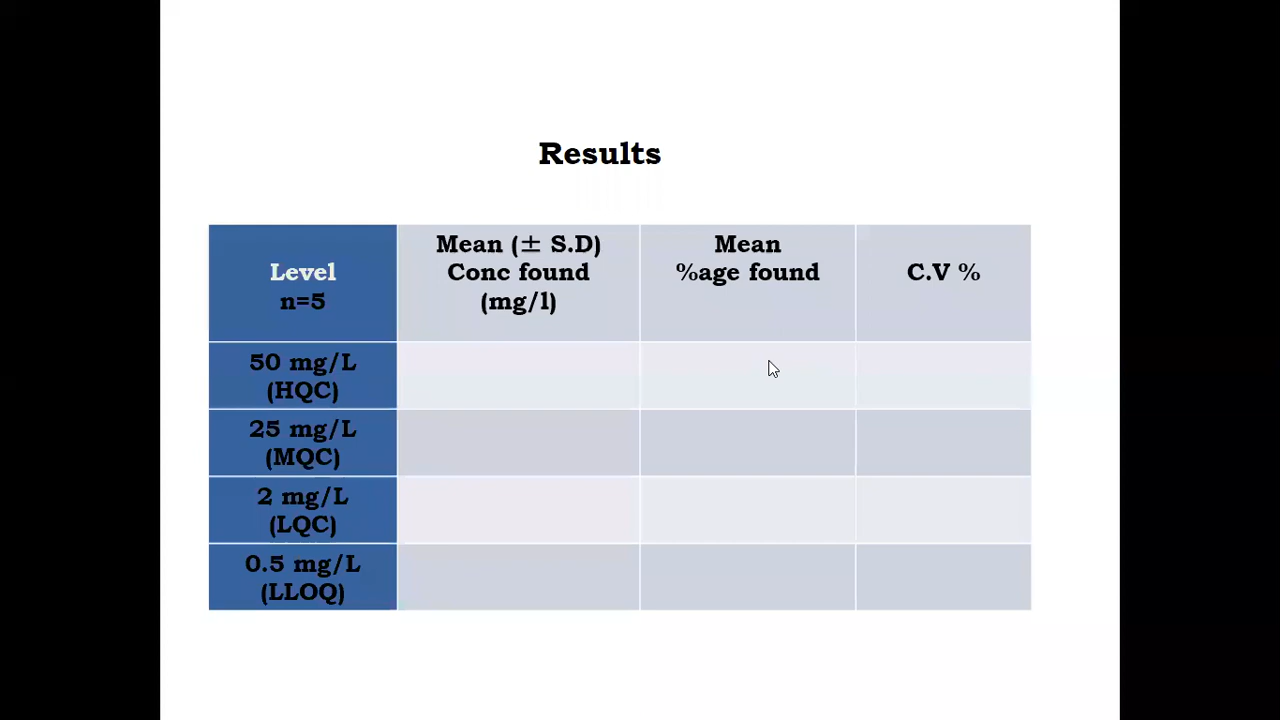 Results
Level
n=5
Mean (± S.D)
Conc found
(mg/l)
Mean
%age found
C.V %
50 mg/L
(HQC)
25 mg/L
(MQC)
2 mg/L
(LQC)
0.5 mg/L
(LLOQ)